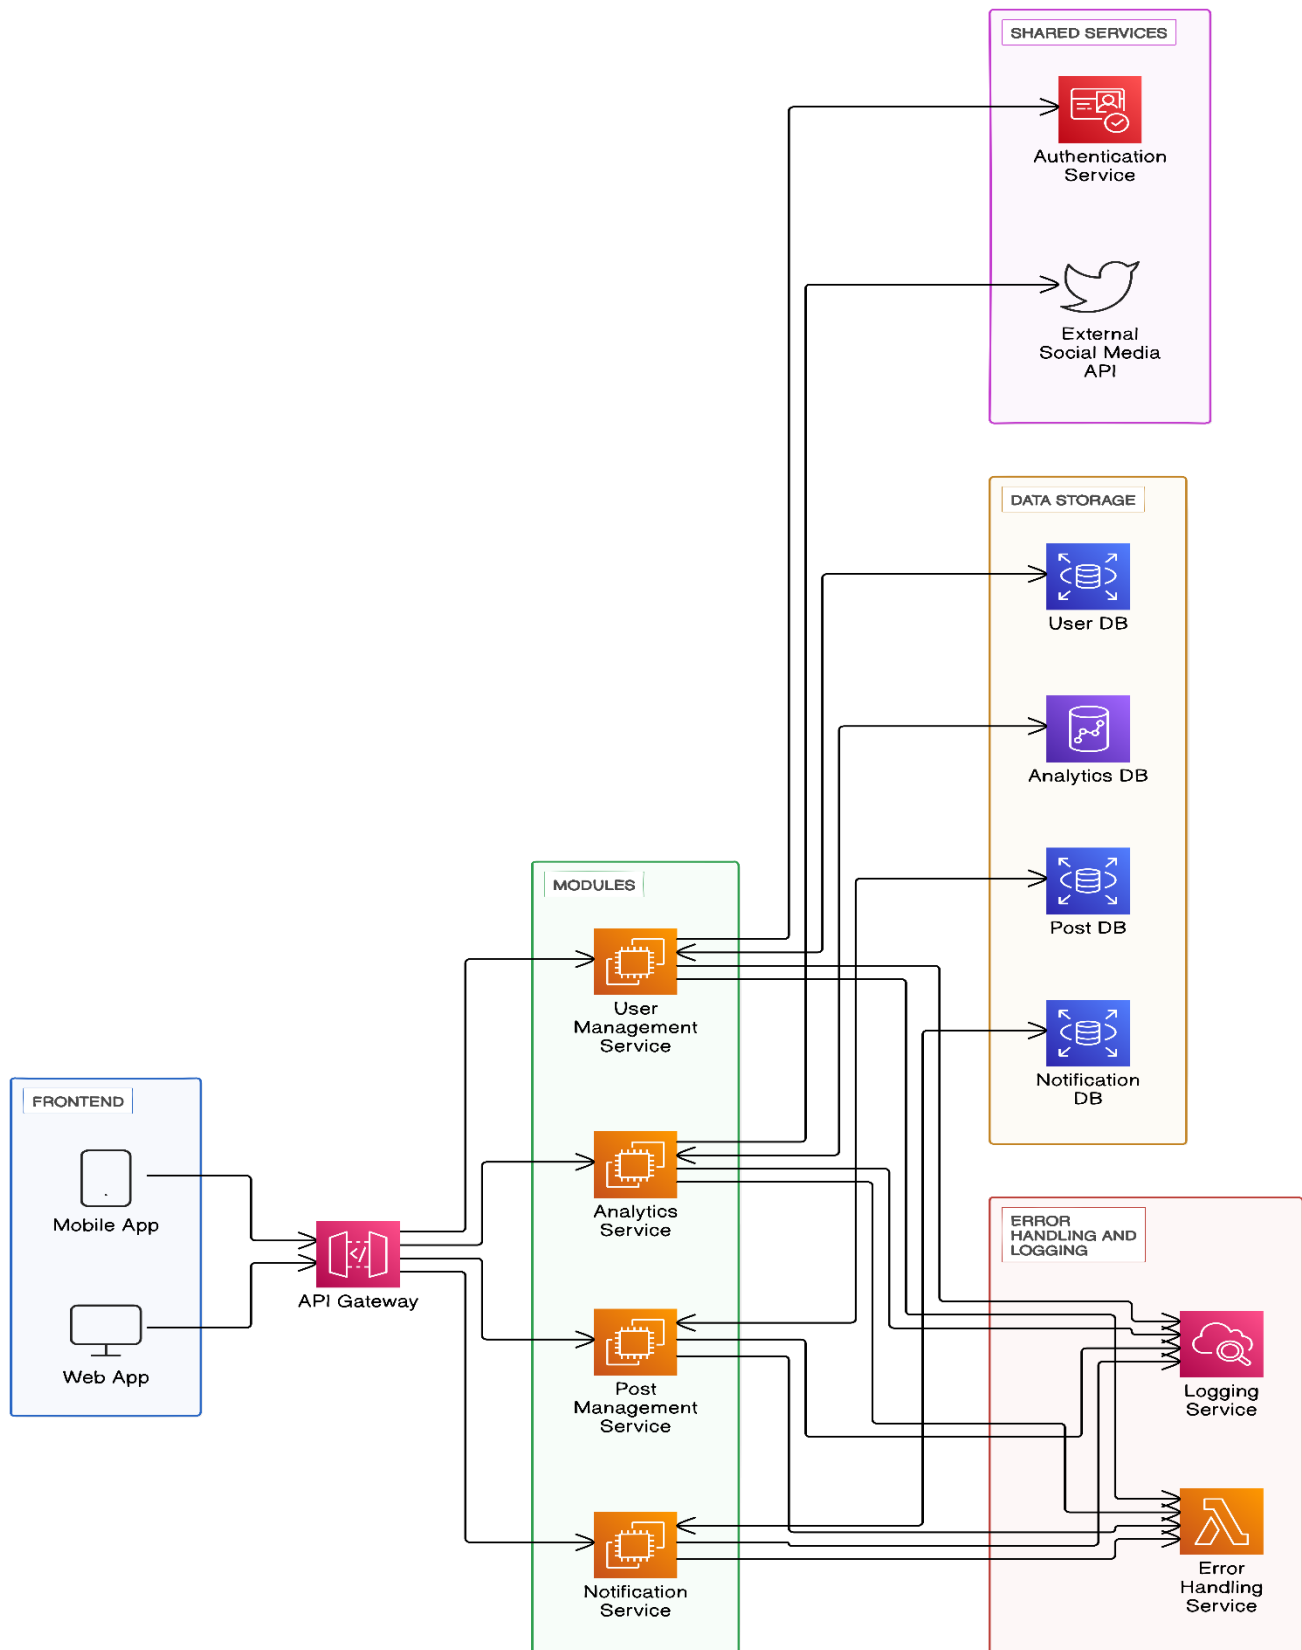 SHARED SERVICES
Authentication
Service
External
Social Media
API
DATA STORAGE
User DB
Analytics DB
Post DB
Notification
DB
MODULES
User
Management
Service
Analytics
Service
Post
Management
Service
Notification
Service
FRONTEND
Mobile App
Web App
API Gateway
ERROR
HANDLING AND
LOGGING
Logging
Service
Error
Handling
Service